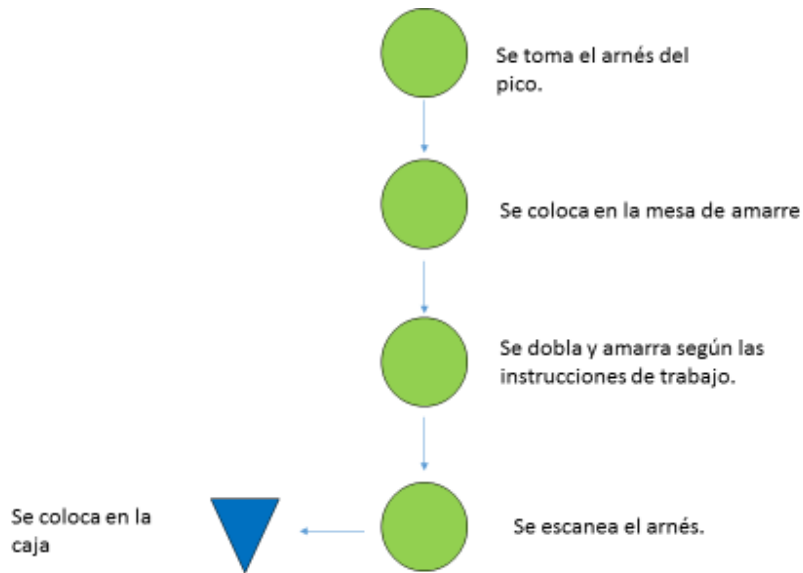 Se toma el arnés del
pico.
Se coloca en la mesa de amarre
Se dobla y amarra según las
instrucciones de trabajo.
Se escanea el arnés.
Se coloca en la
caja